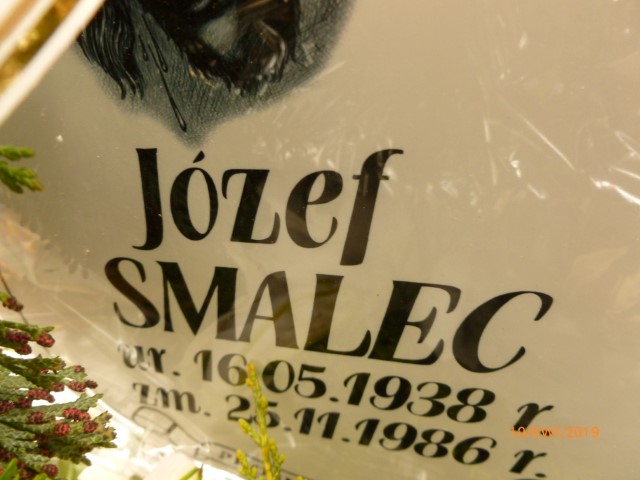 Józef
SMALEC
ur. 16.05.1938 r.
zm. 25.11.1986 r.